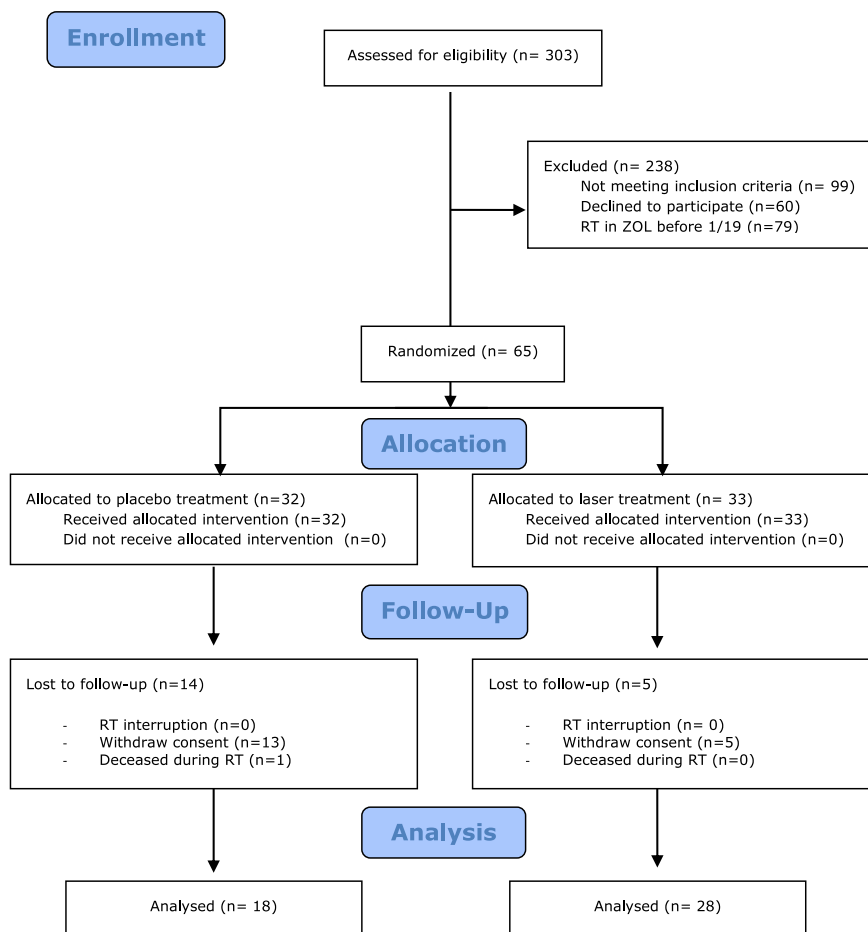 Enrollment
Assessed for eligibility (n= 303)
Excluded (n= 238)
Not meeting inclusion criteria (n= 99)
Declined to participate (n=60)
RT in ZOL before 1/19 (n=79)
Randomized (n= 65)
Allocation
Allocated to placebo treatment (n=32)
Received allocated intervention (n=32)
Did not receive allocated intervention (n=0)
Allocated to laser treatment (n= 33)
Received allocated intervention (n=33)
Did not receive allocated intervention (n=0)
Follow-Up
Lost to follow-up (n=14)
- RT interruption (n=0)
- Withdraw consent (n=13)
- Deceased during RT (n=1)
Lost to follow-up (n=5)
- RT interruption (n= 0)
- Withdraw consent (n=5)
- Deceased during RT (n=0)
Analysis
Analysed (n= 18)
Analysed (n= 28)